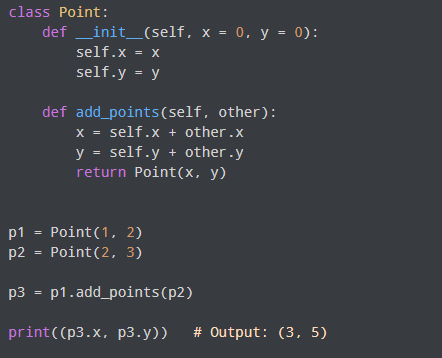 class Point:
    def __init__(self, x = 0, y = 0):
        self.x = x
        self.y = y

    def add_points(self, other):
        x = self.x + other.x
        y = self.y + other.y
        return Point(x, y)


p1 = Point(1, 2)
p2 = Point(2, 3)

p3 = p1.add_points(p2)

print((p3.x, p3.y))   # Output: (3, 5)